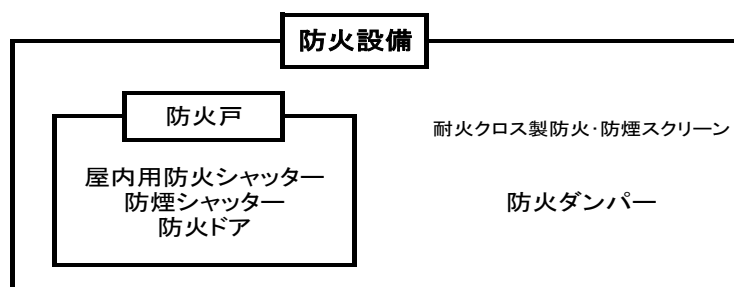 防火設備
防火戸
屋内用防火シャッター
防煙シャッター
防火ドア
耐火クロス製防火・防煙スクリーン
防火ダンパー